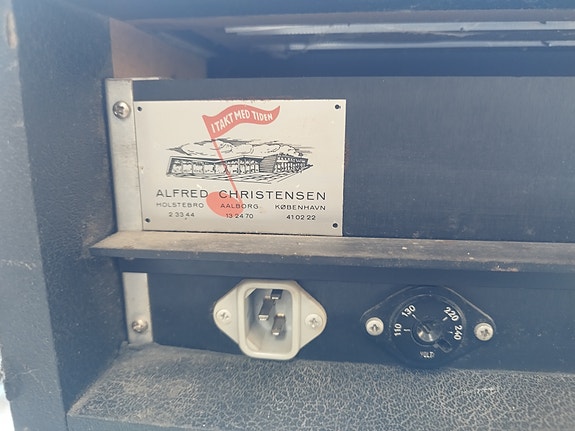 I TAKT MED TIDEN
ALFRED CHRISTENSEN
HOLSTEBRO AALBORG KØBENHAVN
2 33 44 13 24 70 41 02 22
110 130 220 240
VOLT